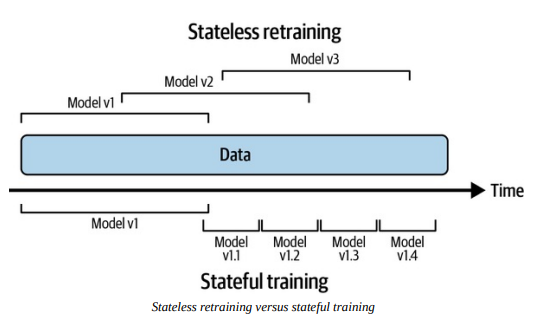 Stateless retraining
Model v3
Model v2
Model v1
Data
Time
Model v1
Model
v1.1
Model
v1.2
Model
v1.3
Model
v1.4
Stateful training
Stateless retraining versus stateful training